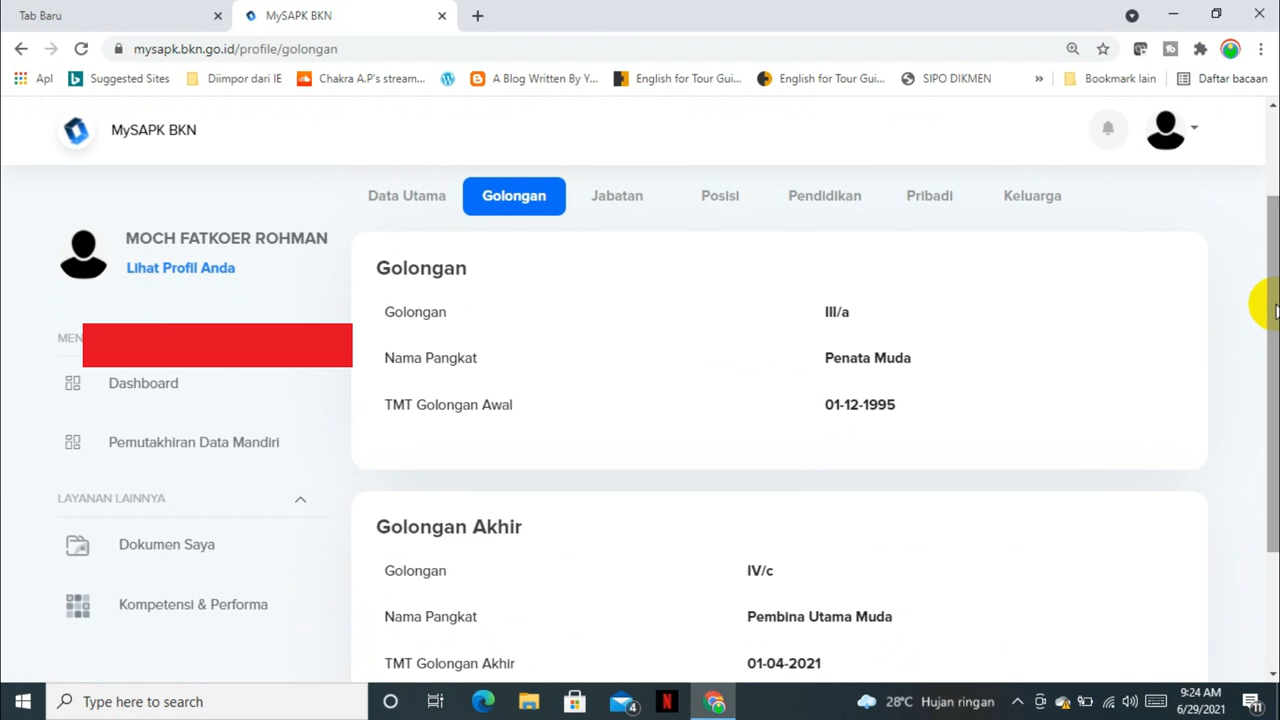 Tab Baru
MySAPK BKN
mysapk.bkn.go.id/profile/golongan
Apl Suggested Sites Diimpor dari IE Chakra A.P's stream... A Blog Written By Y... English for Tour Gui... English for Tour Gui... SIPO DIKMEN » Bookmark lain Daftar bacaan
MySAPK BKN
Data Utama Golongan Jabatan Posisi Pendidikan Pribadi Keluarga
MOCH FATKOER ROHMAN
Lihat Profil Anda
MEN
Dashboard
Pemutakhiran Data Mandiri
LAYANAN LAINNYA
Dokumen Saya
Kompetensi & Performa
Golongan
Golongan III/a
Nama Pangkat Penata Muda
TMT Golongan Awal 01-12-1995
Golongan Akhir
Golongan IV/c
Nama Pangkat Pembina Utama Muda
TMT Golongan Akhir 01-04-2021
Type here to search
4
N
28°C Hujan ringan
9:24 AM
6/29/2021
11